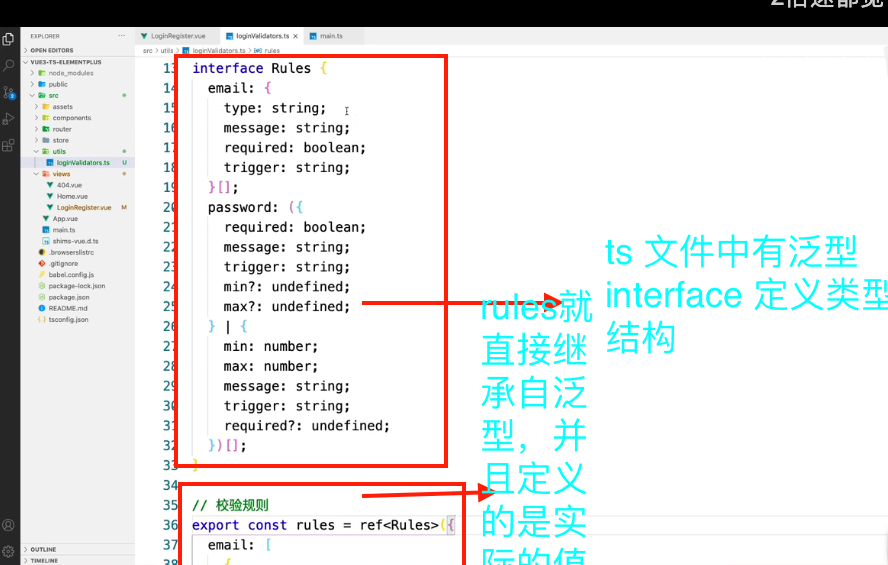 EXPLORER
OPEN EDITORS
VUE3-TS-ELEMENTPLUS
node_modules
public
src
assets
components
router
store
utils
loginValidators.ts U
views
404.vue
Home.vue
LoginRegister.vue M
App.vue
main.ts
shims-vue.d.ts
.browserslistrc
.gitignore
babel.config.js
package-lock.json
package.json
README.md
tsconfig.json
OUTLINE
TIMELINE
LoginRegister.vue loginValidators.ts main.ts
src > utils > loginValidators.ts > rules
13 interface Rules {
14 email: {
15 type: string;
16 message: string;
17 required: boolean;
18 trigger: string;
19 }[];
20 password: ({
21 required: boolean;
22 message: string;
23 trigger: string;
24 min?: undefined;
25 max?: undefined;
26 } | {
27 min: number;
28 max: number;
29 message: string;
30 trigger: string;
31 required?: undefined;
32 })[];
33 }
34
35 // 校验规则
36 export const rules = ref<Rules>({
37 email: [
38 {
ts 文件中有泛型
interface 定义类型
结构
rules就
直接继
承自泛
型，并
且定义
的是实
际的值